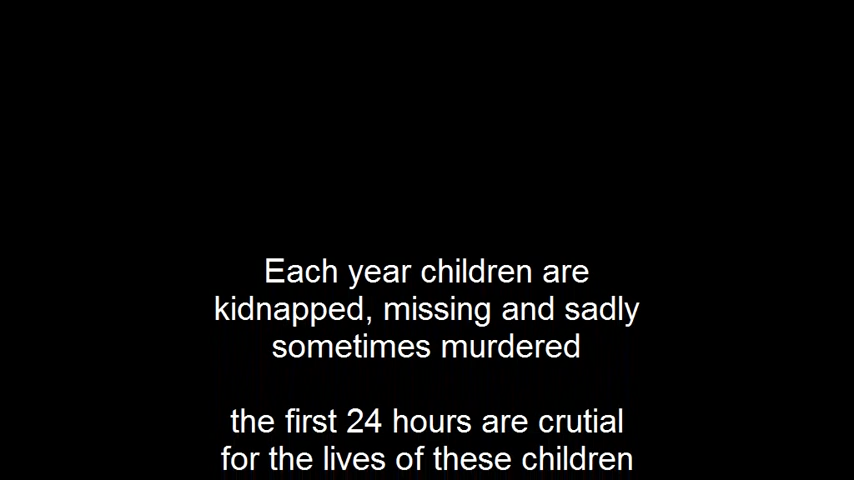 Each year children are
kidnapped, missing and sadly
sometimes murdered
the first 24 hours are crutial
for the lives of these children